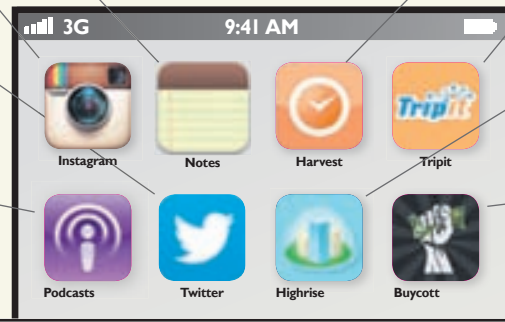 3G 9:41 AM
TripIt
Instagram Notes Harvest Tripit
Podcasts Twitter Highrise Buycott